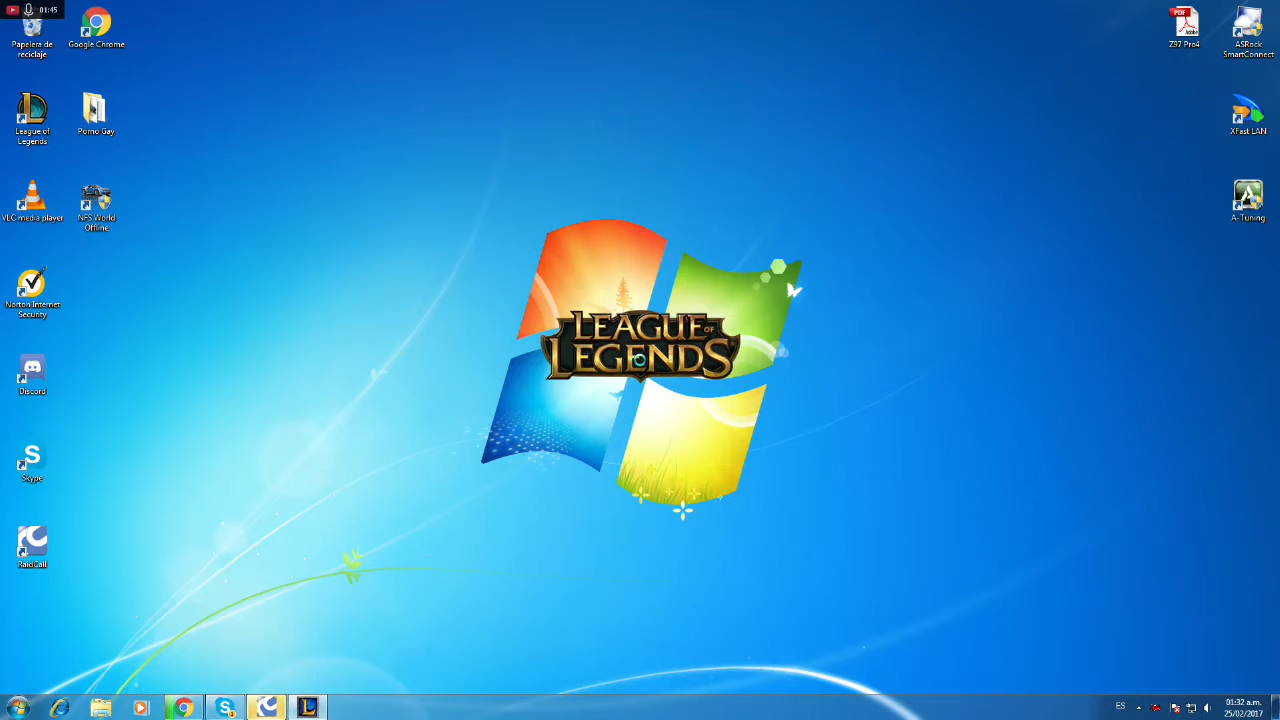 01:45
Papelera de
reciclaje
Google Chrome
League of
Legends
Porno Gay
VLC media player
NFS World
Offline
Norton Internet
Security
Discord
S
Skype
RaidCall
LEAGUE OF
LEGENDS
PDF
Adobe
Z97 Pro4
ASRock
SmartConnect
XFast LAN
A-Tuning
ES
01:32 a.m.
25/02/2017